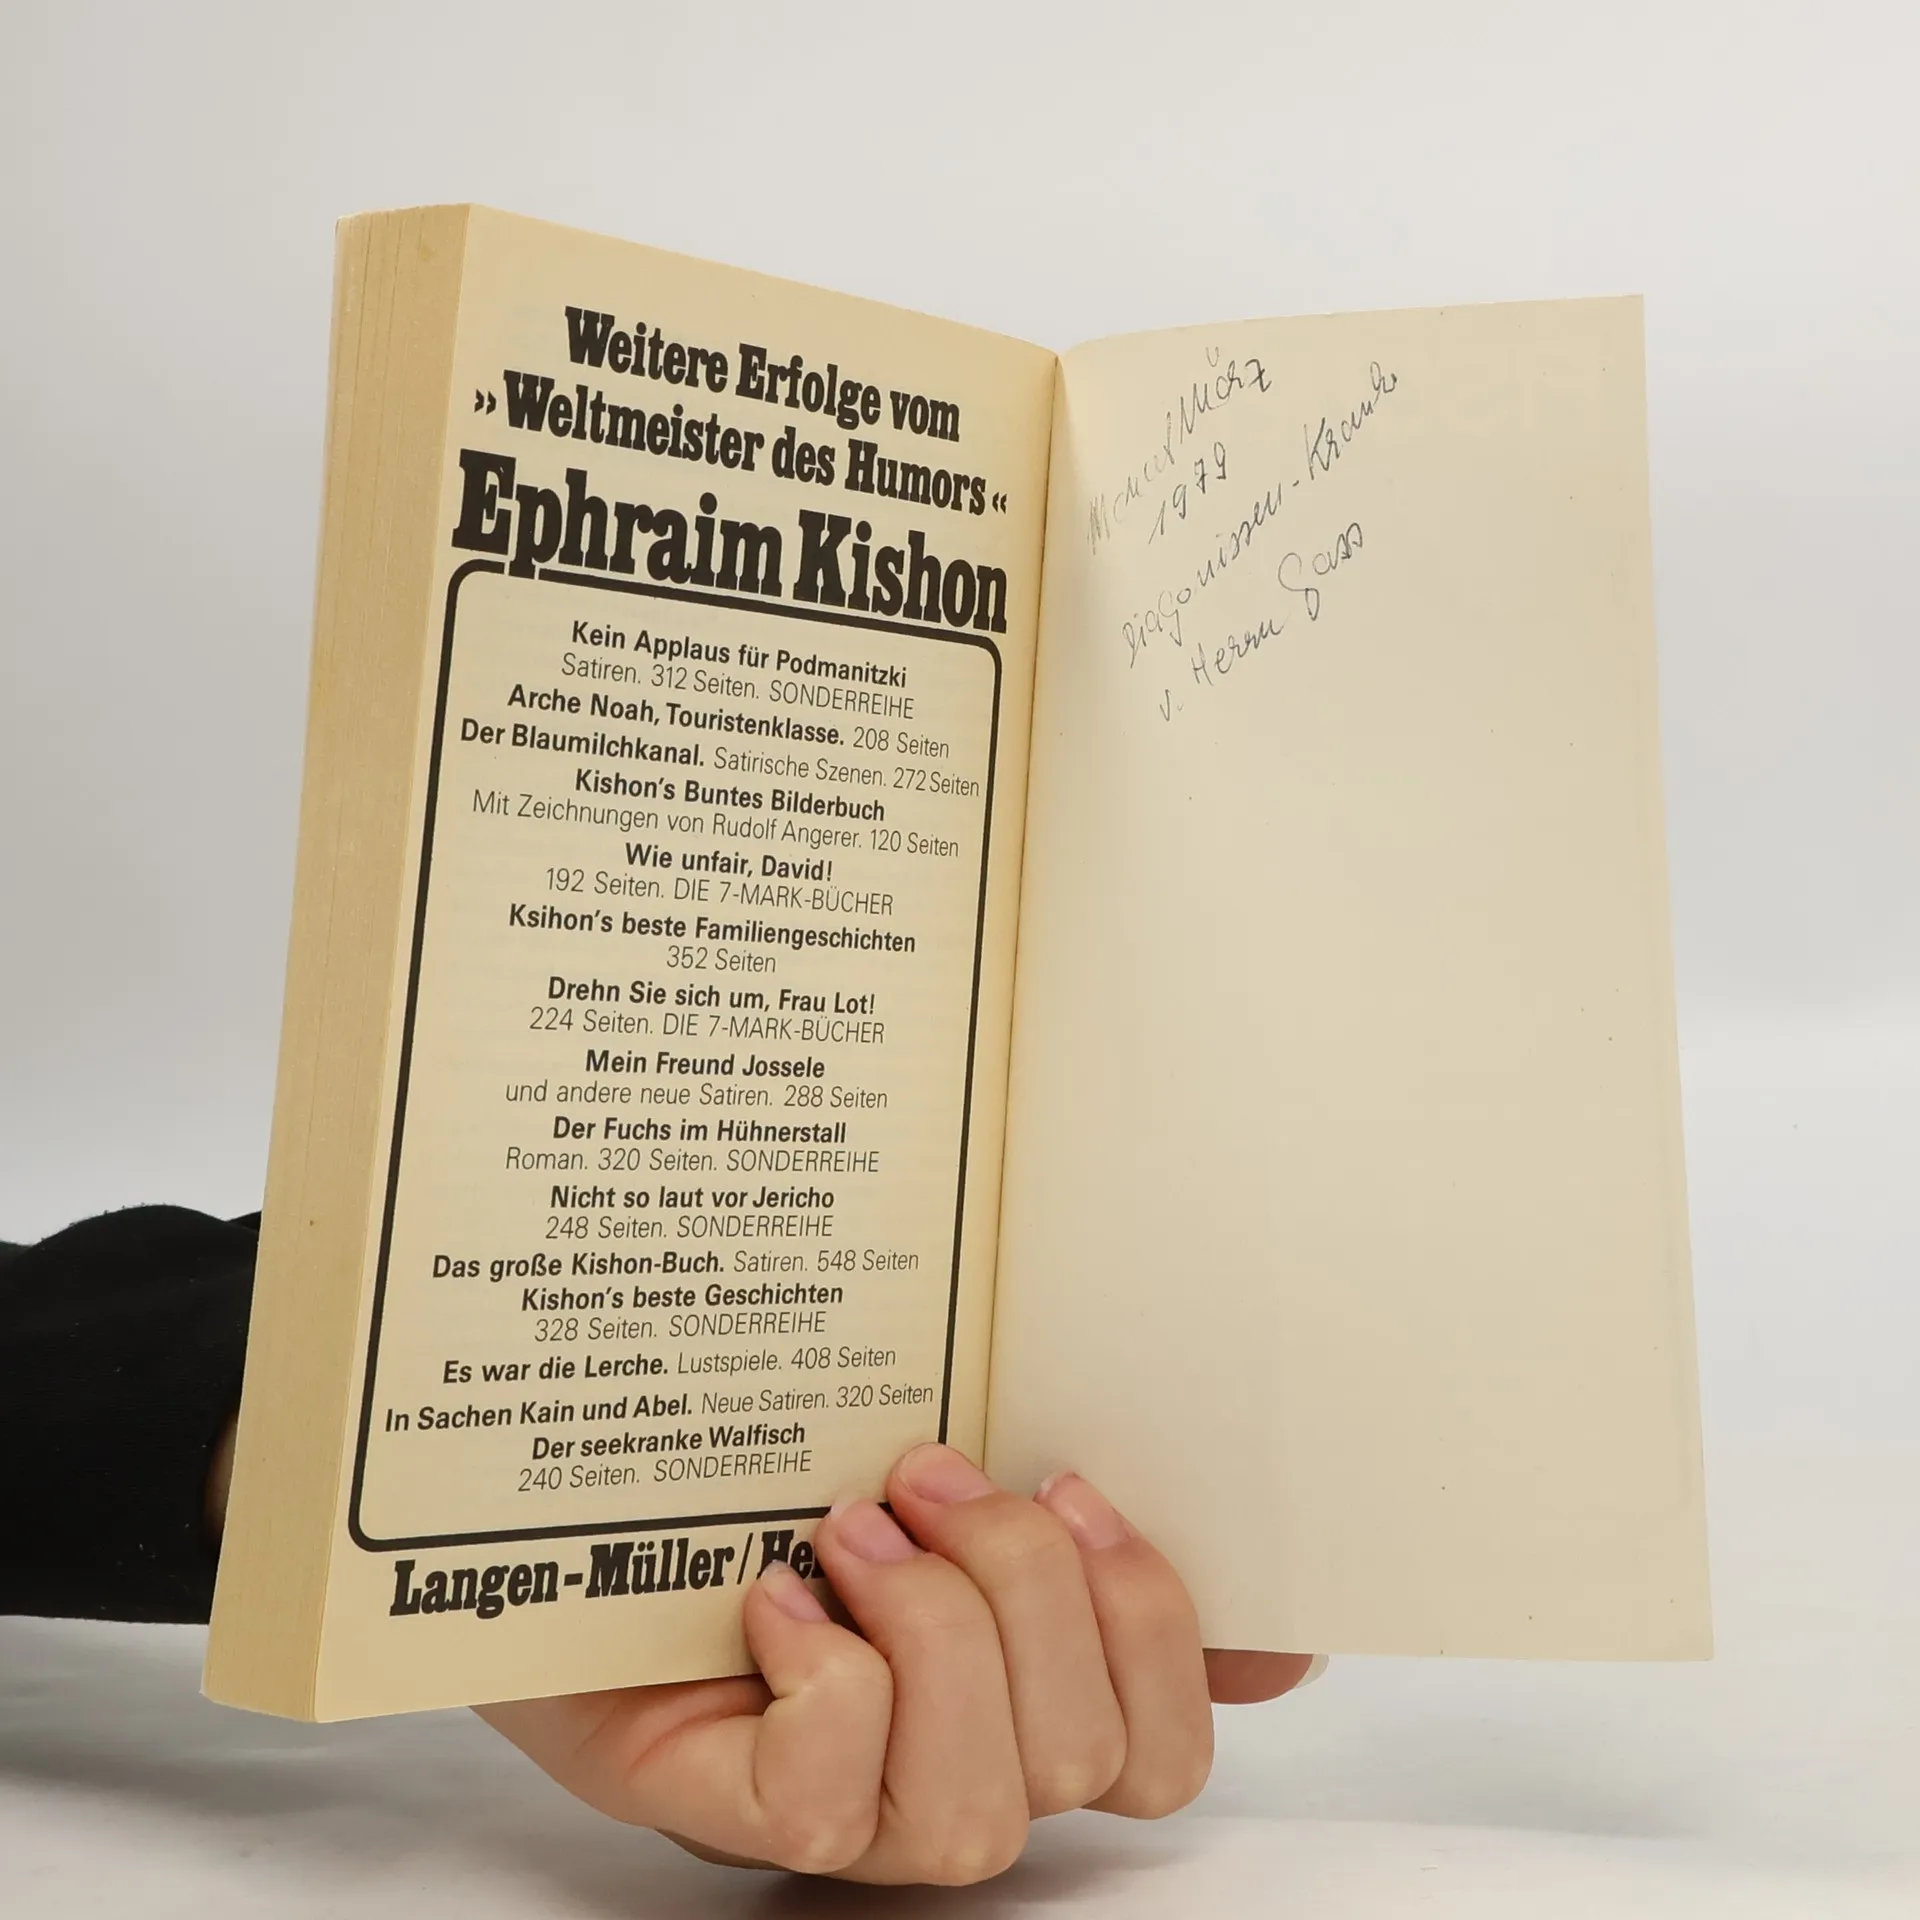 Weitere Erfolge vom
»Weltmeister des Humors«
Ephraim Kishon
Kein Applaus für Podmanitzki
Satiren. 312 Seiten. SONDERREIHE
Arche Noah, Touristenklasse. 208 Seiten
Der Blaumilchkanal. Satirische Szenen. 272 Seiten
Kishon's Buntes Bilderbuch
Mit Zeichnungen von Rudolf Angerer. 120 Seiten
Wie unfair, David!
192 Seiten. DIE 7-MARK-BÜCHER
Ksihon's beste Familiengeschichten
352 Seiten
Drehn Sie sich um, Frau Lot!
224 Seiten. DIE 7-MARK-BÜCHER
Mein Freund Jossele
und andere neue Satiren. 288 Seiten
Der Fuchs im Hühnerstall
Roman. 320 Seiten. SONDERREIHE
Nicht so laut vor Jericho
248 Seiten. SONDERREIHE
Das große Kishon-Buch. Satiren. 548 Seiten
Kishon's beste Geschichten
328 Seiten. SONDERREIHE
Es war die Lerche. Lustspiele. 408 Seiten
In Sachen Kain und Abel. Neue Satiren. 320 Seiten
Der seekranke Walfisch
240 Seiten. SONDERREIHE
Langen-Müller/He
Monat März
1979
v. Herrn